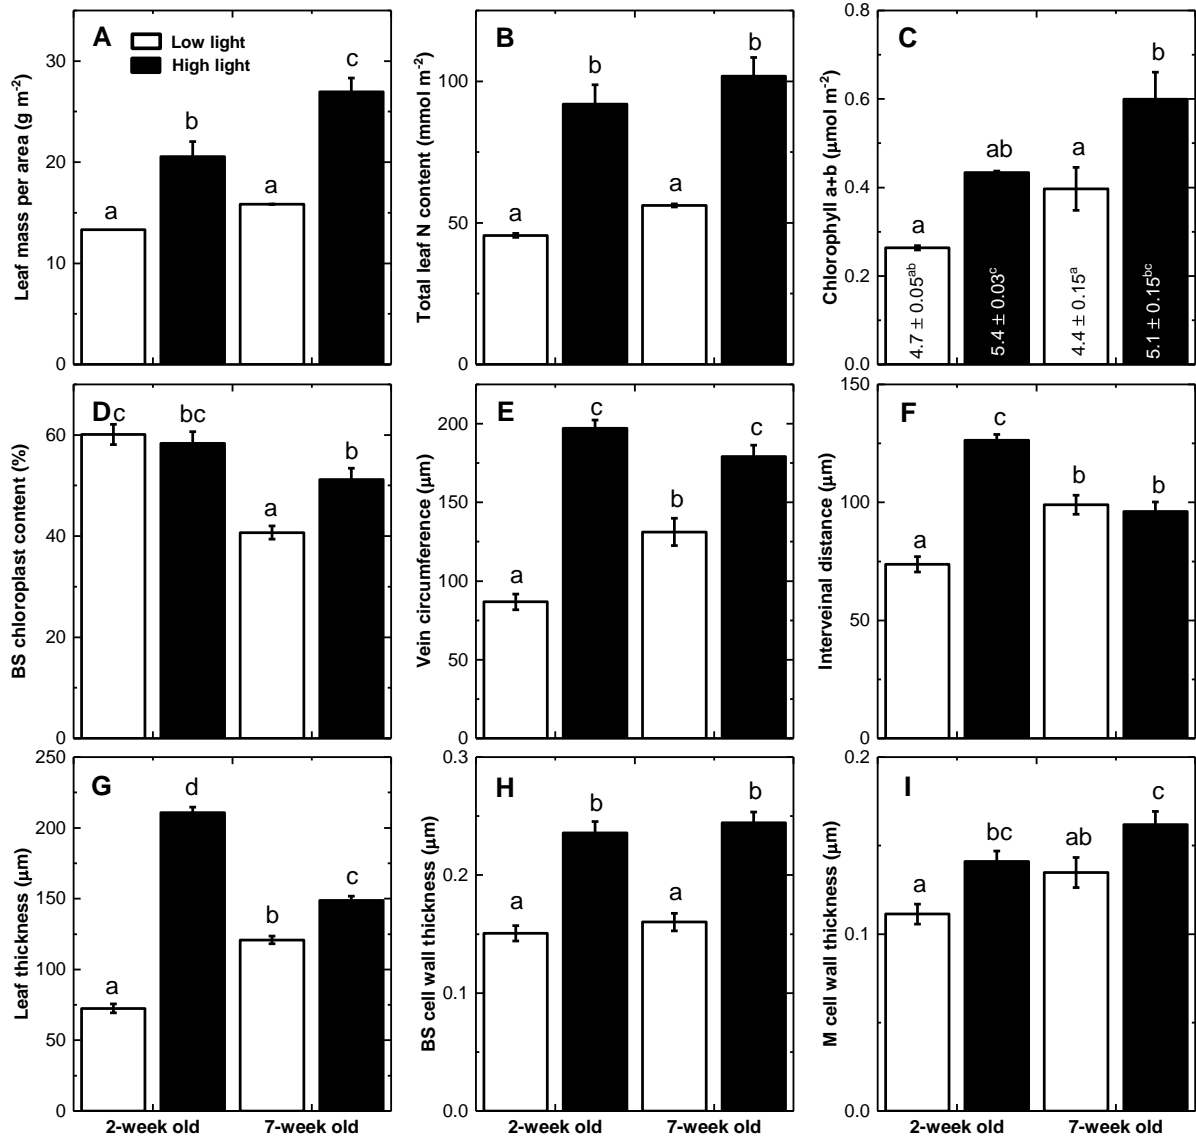 A
Low light
High light
Leaf mass per area (g m⁻²)
30
20
10
0
a
b
a
c
B
Total leaf N content (mmol m⁻²)
100
50
0
a
b
a
b
C
Chlorophyll a+b (μmol m⁻²)
0.8
0.6
0.4
0.2
0.0
a
ab
a
b
4.7 ± 0.05ᵃᵇ
5.4 ± 0.03ᶜ
4.4 ± 0.15ᵃ
5.1 ± 0.15ᵇᶜ
D
BS chloroplast content (%)
60
40
20
0
c
bc
a
b
E
Vein circumference (μm)
200
150
100
50
0
a
c
b
c
F
Interveinal distance (μm)
150
100
50
0
a
c
b
b
G
Leaf thickness (μm)
250
200
150
100
50
0
a
d
b
c
2-week old 7-week old
H
BS cell wall thickness (μm)
0.3
0.2
0.1
0.0
a
b
a
b
2-week old 7-week old
I
M cell wall thickness (μm)
0.2
0.1
0.0
a
bc
ab
c
2-week old 7-week old